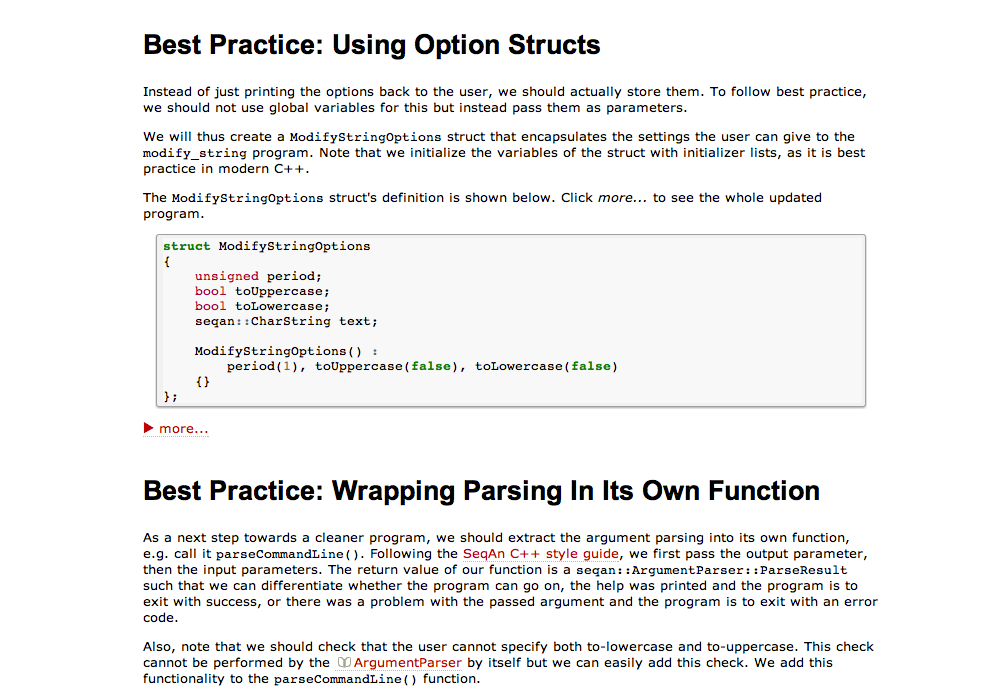 Best Practice: Using Option Structs
Instead of just printing the options back to the user, we should actually store them. To follow best practice,
we should not use global variables for this but instead pass them as parameters.
We will thus create a ModifyStringOptions struct that encapsulates the settings the user can give to the
modify_string program. Note that we initialize the variables of the struct with initializer lists, as it is best
practice in modern C++.
The ModifyStringOptions struct's definition is shown below. Click more... to see the whole updated
program.
struct ModifyStringOptions
{
    unsigned period;
    bool toUppercase;
    bool toLowercase;
    seqan::CharString text;

    ModifyStringOptions() :
        period(1), toUppercase(false), toLowercase(false)
    {}
};
more...
Best Practice: Wrapping Parsing In Its Own Function
As a next step towards a cleaner program, we should extract the argument parsing into its own function,
e.g. call it parseCommandLine(). Following the SeqAn C++ style guide, we first pass the output parameter,
then the input parameters. The return value of our function is a seqan::ArgumentParser::ParseResult
such that we can differentiate whether the program can go on, the help was printed and the program is to
exit with success, or there was a problem with the passed argument and the program is to exit with an error
code.
Also, note that we should check that the user cannot specify both to-lowercase and to-uppercase. This check
cannot be performed by the ArgumentParser by itself but we can easily add this check. We add this
functionality to the parseCommandLine() function.